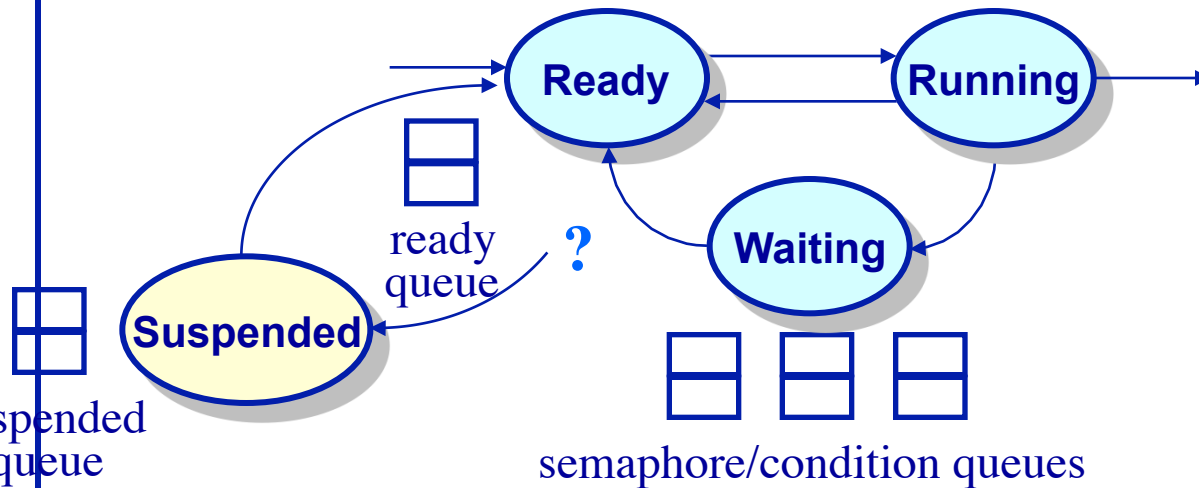 Ready
Running
ready
queue
?
Waiting
Suspended
spended
queue
semaphore/condition queues